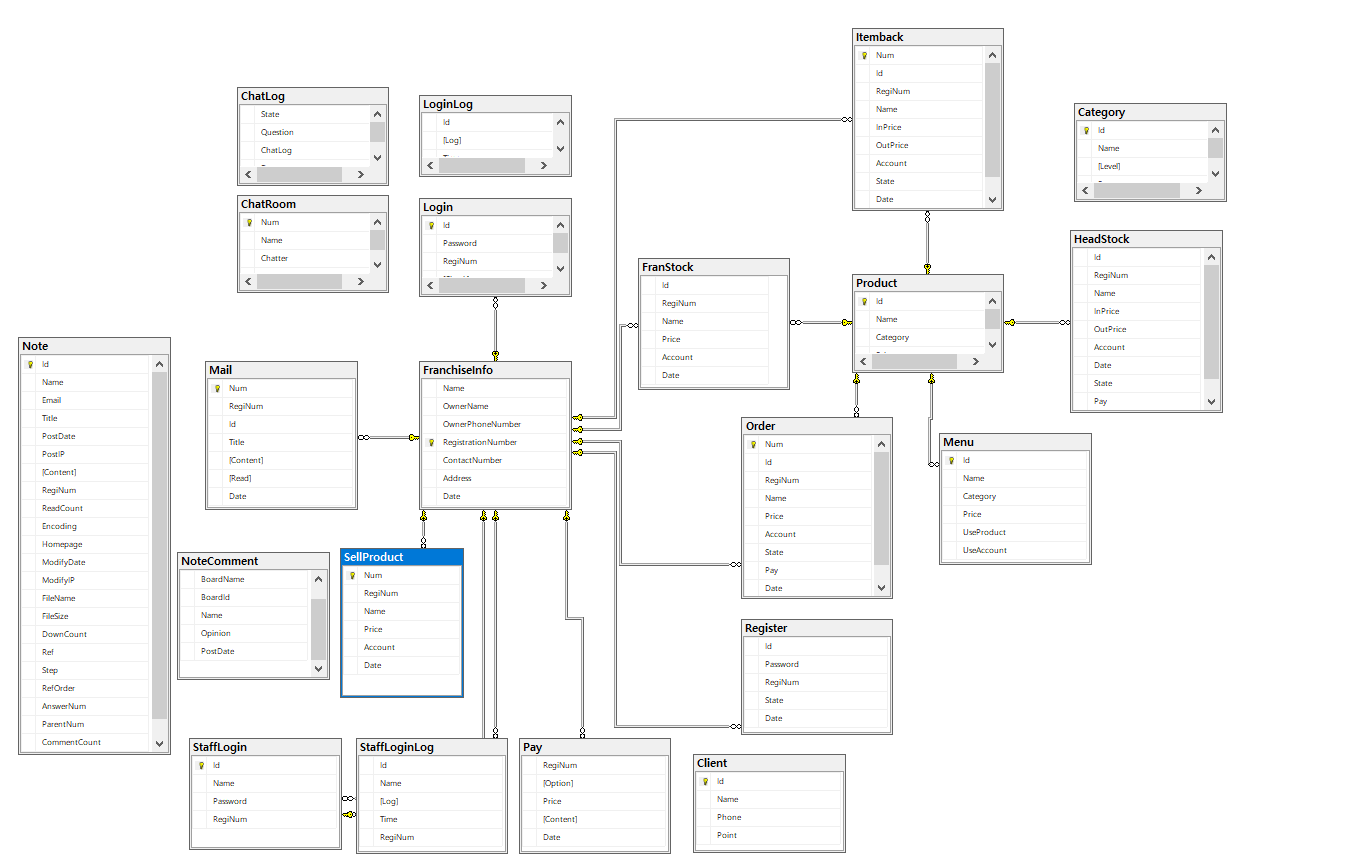 Itemback
Num
Id
RegiNum
Name
InPrice
OutPrice
Account
State
Date
ChatLog
State
Question
ChatLog
LoginLog
Id
[Log]
Category
Id
Name
[Level]
ChatRoom
Num
Name
Chatter
Login
Id
Password
RegiNum
HeadStock
Id
RegiNum
Name
InPrice
OutPrice
Account
Date
State
Pay
FranStock
Id
RegiNum
Name
Price
Account
Date
Product
Id
Name
Category
Note
Id
Name
Email
Title
PostDate
PostIP
[Content]
RegiNum
ReadCount
Encoding
Homepage
ModifyDate
ModifyIP
FileName
FileSize
DownCount
Ref
Step
RefOrder
AnswerNum
ParentNum
CommentCount
Mail
Num
RegiNum
Id
Title
[Content]
[Read]
Date
FranchiseInfo
Name
OwnerName
OwnerPhoneNumber
RegistrationNumber
ContactNumber
Address
Date
Order
Num
Id
RegiNum
Name
Price
Account
State
Pay
Date
Menu
Id
Name
Category
Price
UseProduct
UseAccount
NoteComment
BoardName
BoardId
Name
Opinion
PostDate
SellProduct
Num
RegiNum
Name
Price
Account
Date
Register
Id
Password
RegiNum
State
Date
StaffLogin
Id
Name
Password
RegiNum
StaffLoginLog
Id
Name
[Log]
Time
RegiNum
Pay
RegiNum
[Option]
Price
[Content]
Date
Client
Id
Name
Phone
Point